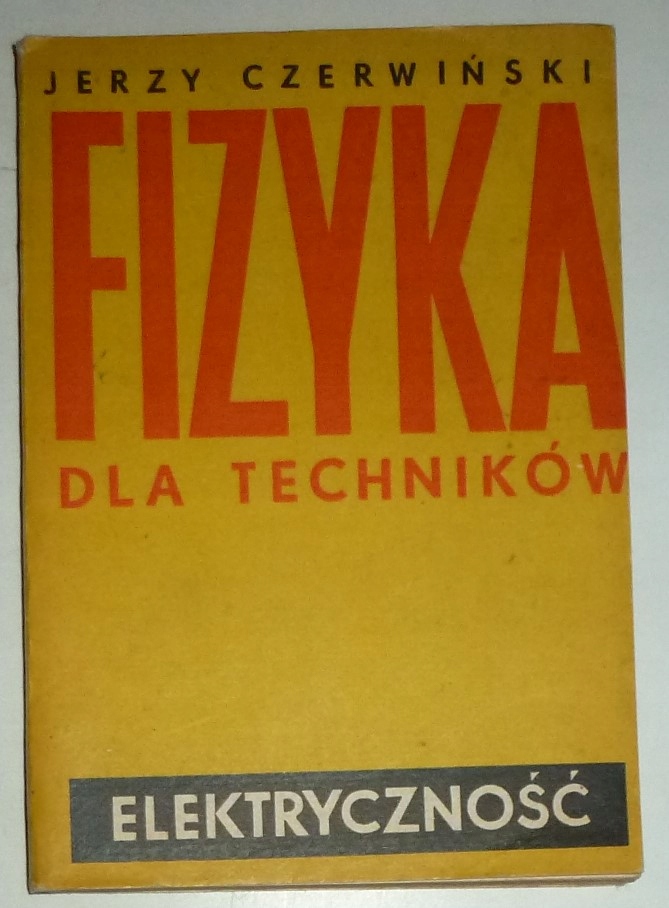 JERZY CZERWIŃSKI
FIZYKA
DLA TECHNIKÓW
ELEKTRYCZNOŚĆ